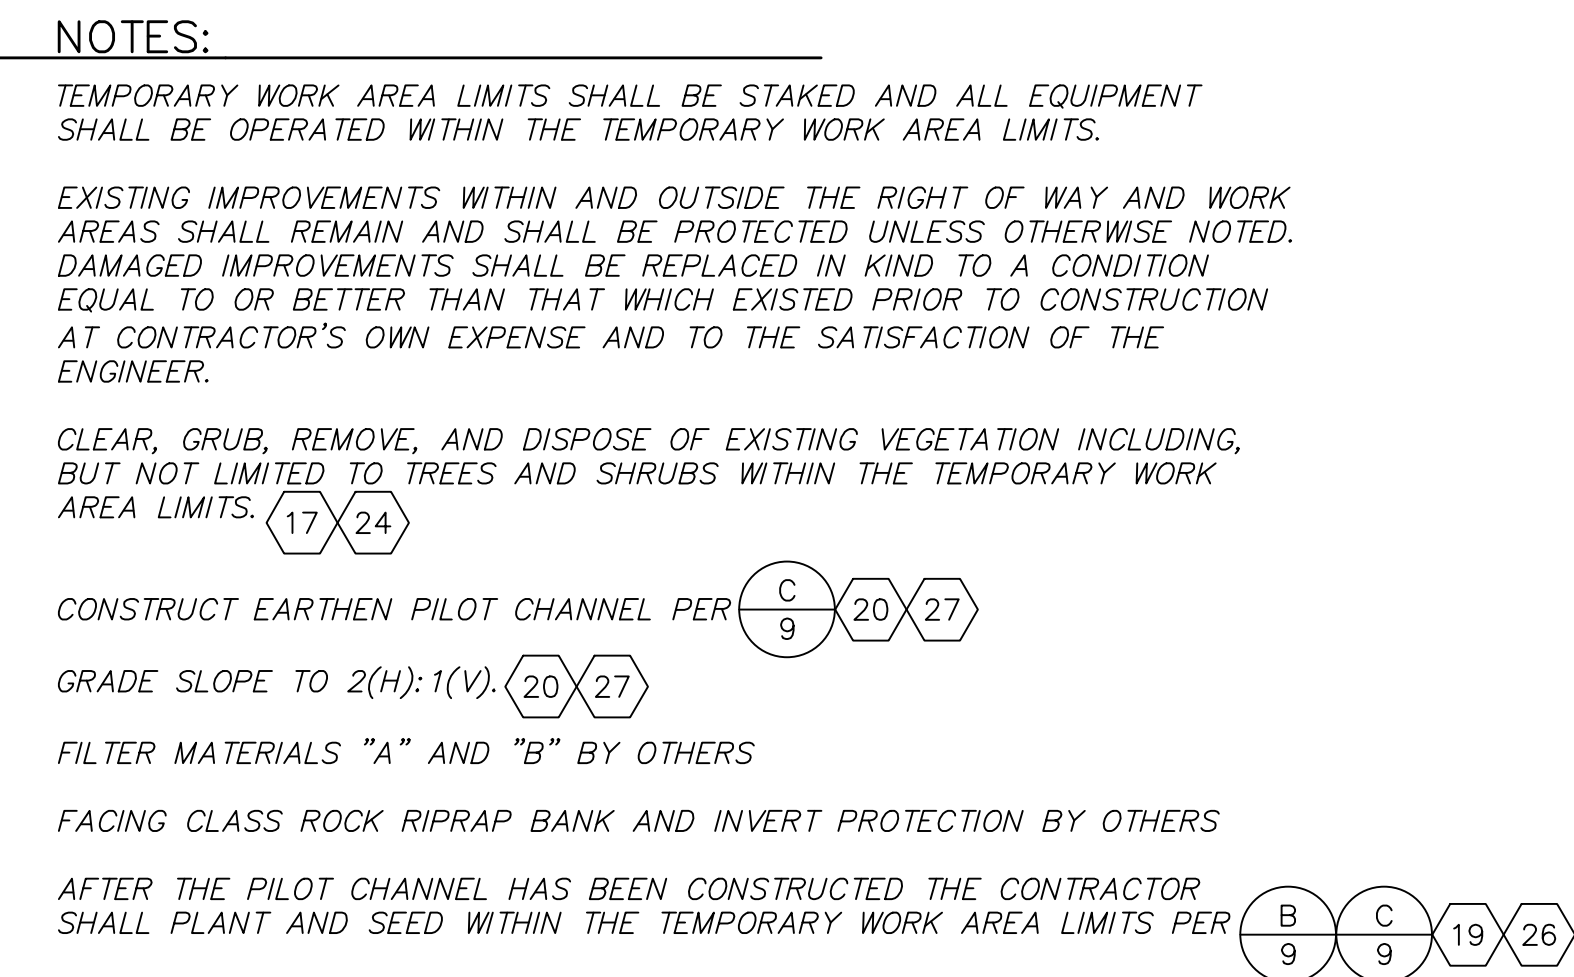 NOTES:
TEMPORARY WORK AREA LIMITS SHALL BE STAKED AND ALL EQUIPMENT
SHALL BE OPERATED WITHIN THE TEMPORARY WORK AREA LIMITS.
EXISTING IMPROVEMENTS WITHIN AND OUTSIDE THE RIGHT OF WAY AND WORK
AREAS SHALL REMAIN AND SHALL BE PROTECTED UNLESS OTHERWISE NOTED.
DAMAGED IMPROVEMENTS SHALL BE REPLACED IN KIND TO A CONDITION
EQUAL TO OR BETTER THAN THAT WHICH EXISTED PRIOR TO CONSTRUCTION
AT CONTRACTOR'S OWN EXPENSE AND TO THE SATISFACTION OF THE
ENGINEER.
CLEAR, GRUB, REMOVE, AND DISPOSE OF EXISTING VEGETATION INCLUDING,
BUT NOT LIMITED TO TREES AND SHRUBS WITHIN THE TEMPORARY WORK
AREA LIMITS. 17 24
CONSTRUCT EARTHEN PILOT CHANNEL PER C 9 20 27
GRADE SLOPE TO 2(H):1(V). 20 27
FILTER MATERIALS "A" AND "B" BY OTHERS
FACING CLASS ROCK RIPRAP BANK AND INVERT PROTECTION BY OTHERS
AFTER THE PILOT CHANNEL HAS BEEN CONSTRUCTED THE CONTRACTOR
SHALL PLANT AND SEED WITHIN THE TEMPORARY WORK AREA LIMITS PER B 9 C 9 19 26